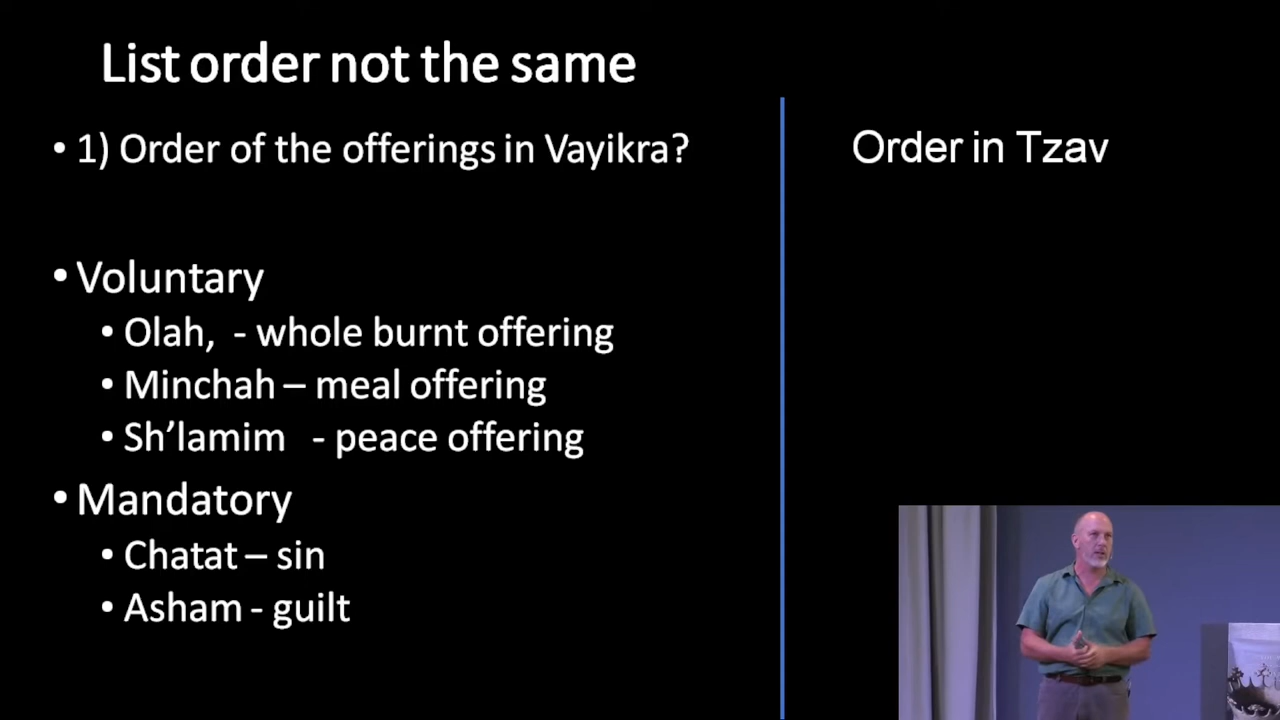 List order not the same
• 1) Order of the offerings in Vayikra?
• Voluntary
• Olah,  - whole burnt offering
• Minchah – meal offering
• Sh’lamim   - peace offering
• Mandatory
• Chatat – sin
• Asham - guilt
Order in Tzav